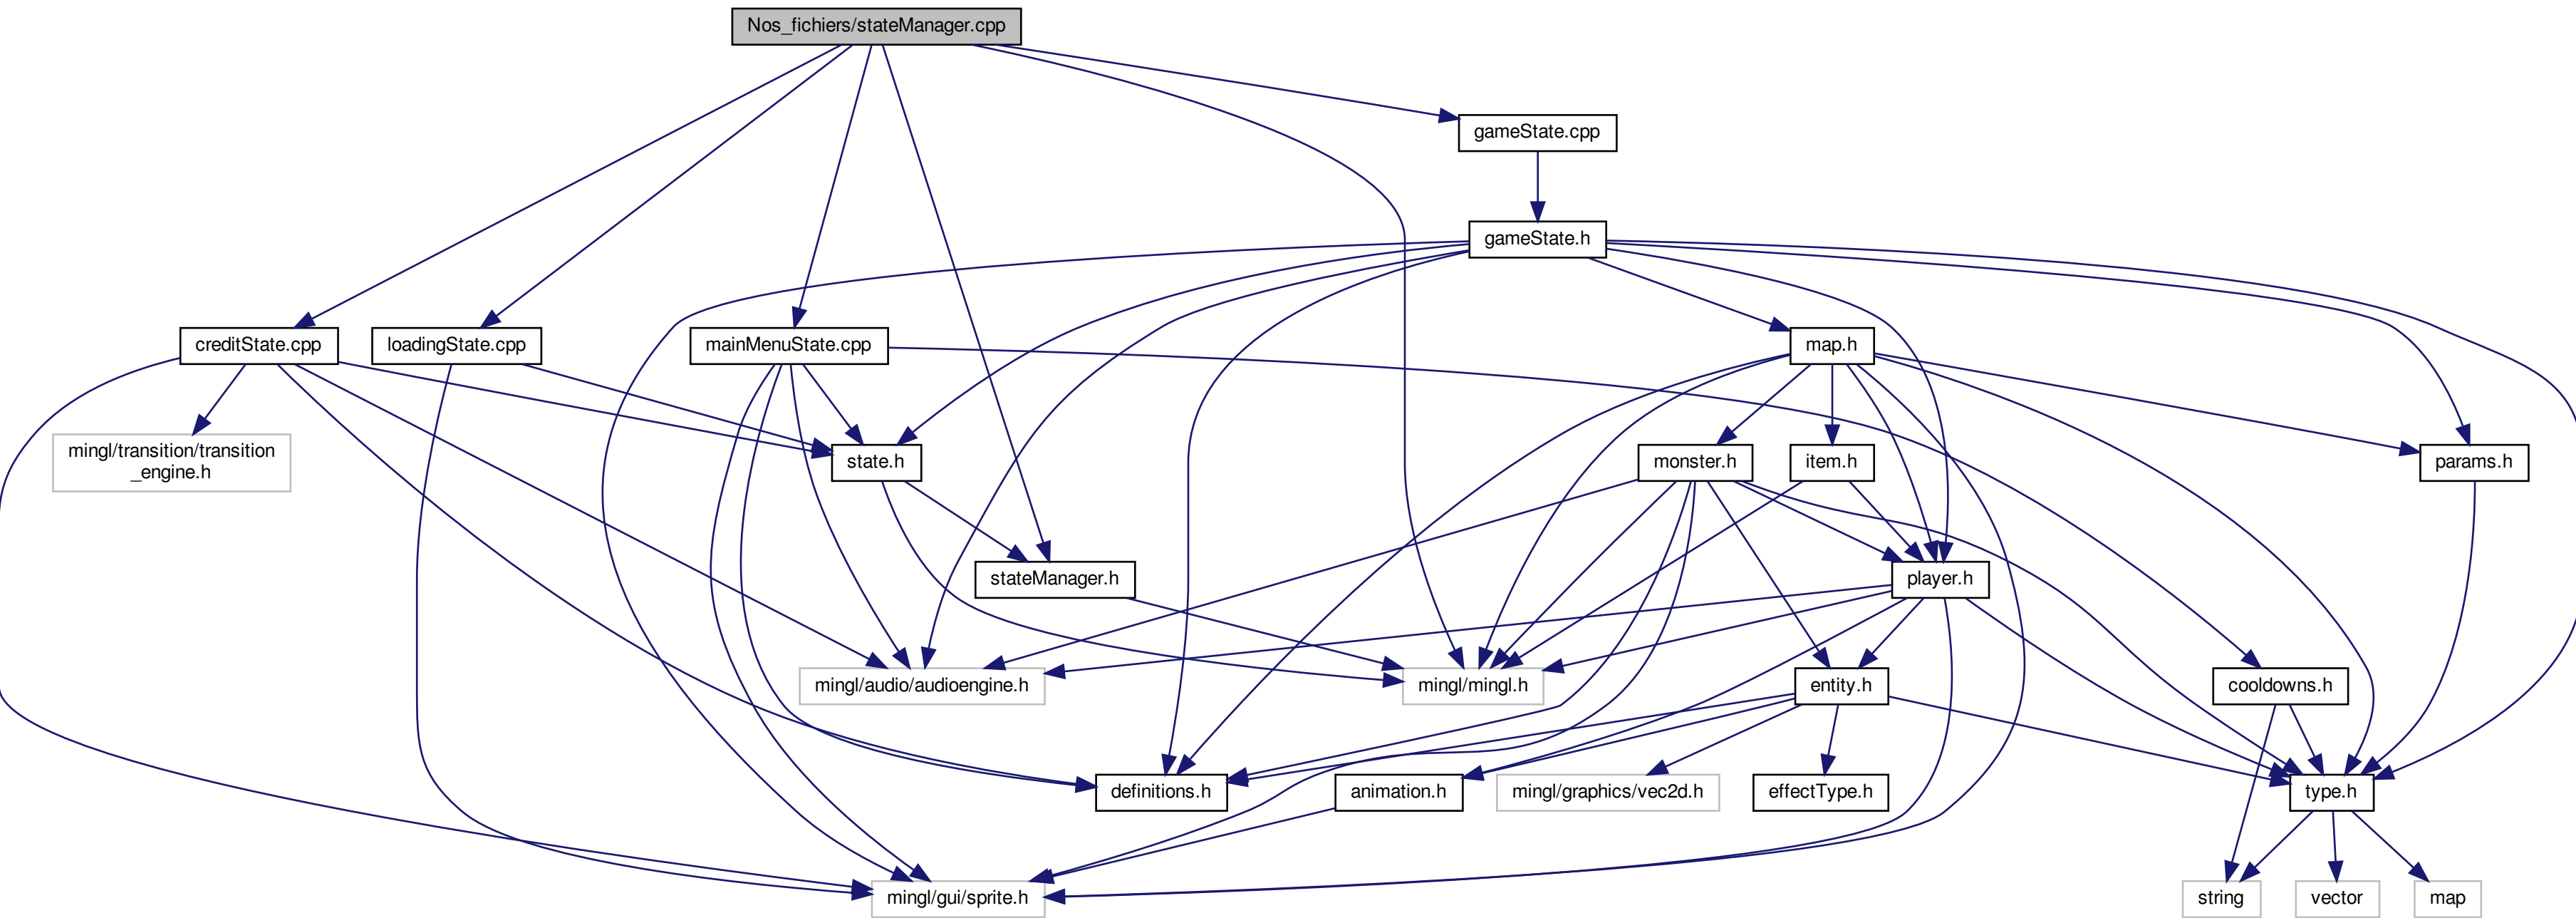 Nos_fichiers/stateManager.cpp
gameState.cpp
gameState.h
creditState.cpp
loadingState.cpp
mainMenuState.cpp
map.h
mingl/transition/transition
_engine.h
state.h
monster.h
item.h
params.h
stateManager.h
player.h
mingl/audio/audioengine.h
mingl/mingl.h
entity.h
cooldowns.h
definitions.h
animation.h
mingl/graphics/vec2d.h
effectType.h
type.h
mingl/gui/sprite.h
string
vector
map